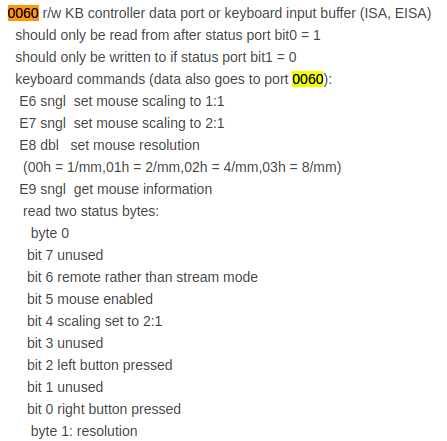 0060 r/w KB controller data port or keyboard input buffer (ISA, EISA)
should only be read from after status port bit0 = 1
should only be written to if status port bit1 = 0
keyboard commands (data also goes to port 0060):
E6 sngl set mouse scaling to 1:1
E7 sngl set mouse scaling to 2:1
E8 dbl set mouse resolution
(00h = 1/mm,01h = 2/mm,02h = 4/mm,03h = 8/mm)
E9 sngl get mouse information
read two status bytes:
byte 0
bit 7 unused
bit 6 remote rather than stream mode
bit 5 mouse enabled
bit 4 scaling set to 2:1
bit 3 unused
bit 2 left button pressed
bit 1 unused
bit 0 right button pressed
byte 1: resolution